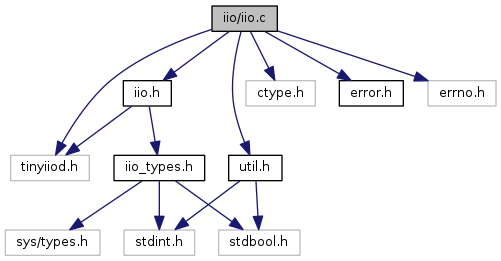 iio/iio.c
iio.h
ctype.h
error.h
errno.h
tinyiiod.h
iio_types.h
util.h
sys/types.h
stdint.h
stdbool.h